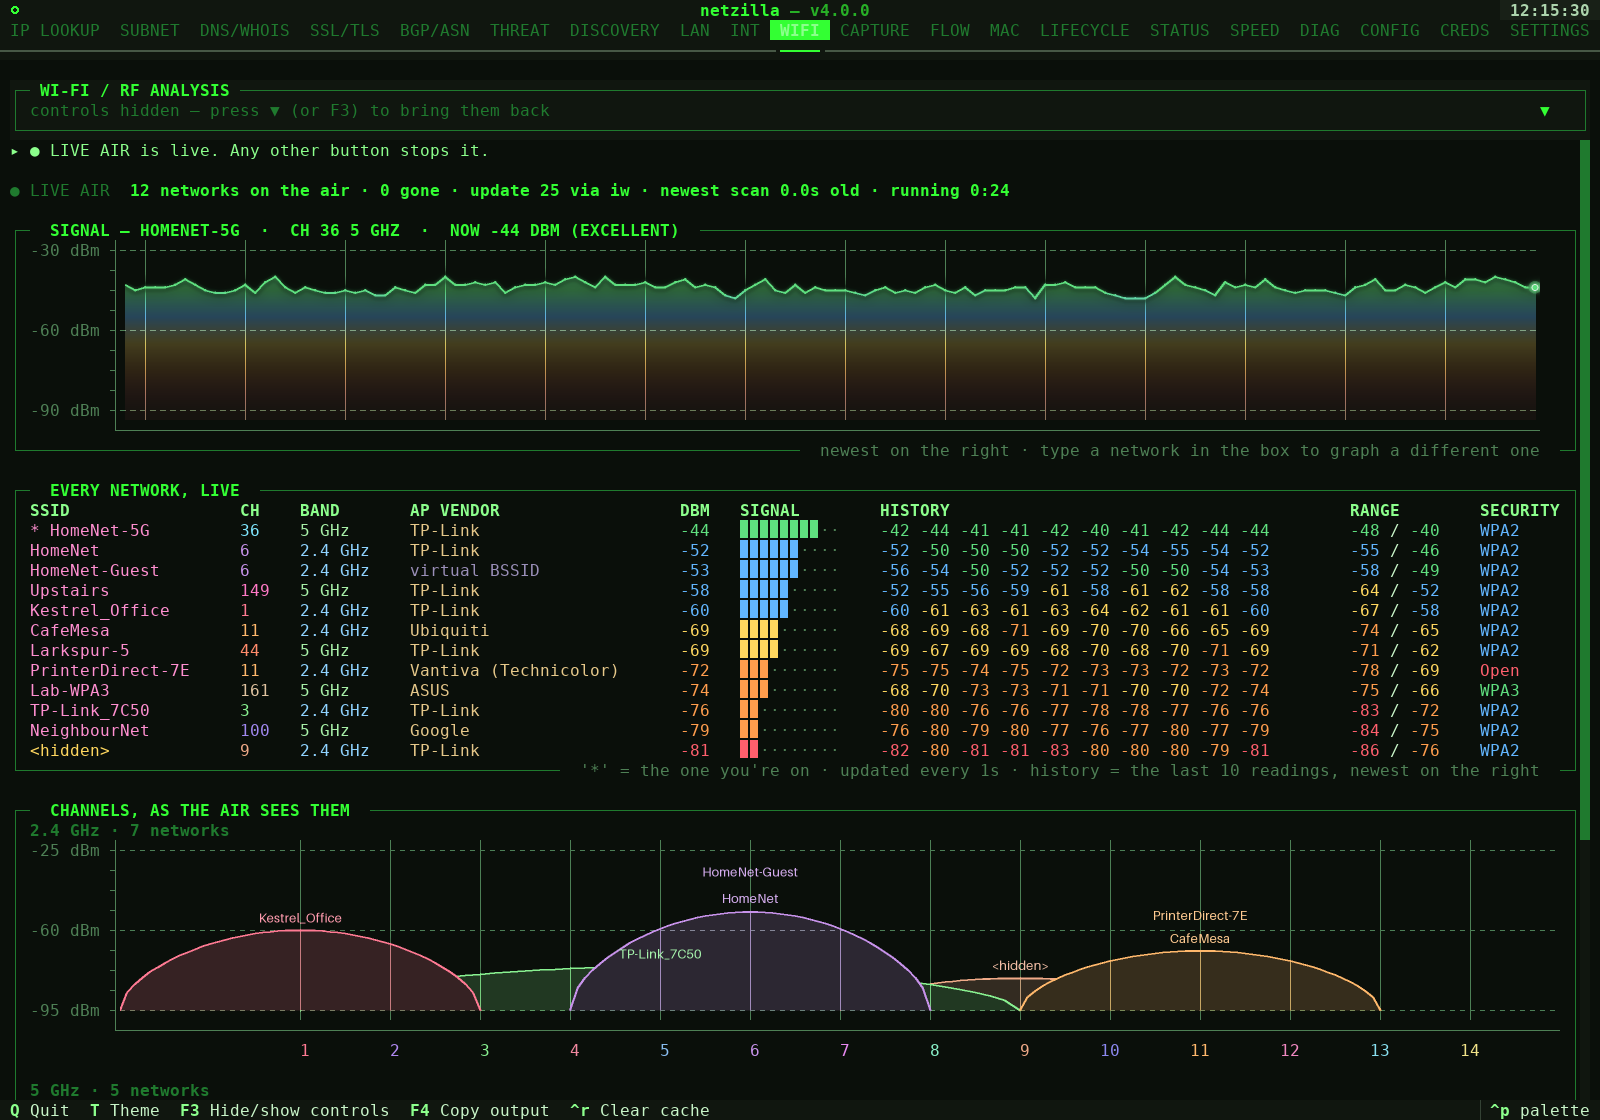 netzilla — v4.0.0 12:15:30
IP LOOKUP SUBNET DNS/WHOIS SSL/TLS BGP/ASN THREAT DISCOVERY LAN INT WIFI CAPTURE FLOW MAC LIFECYCLE STATUS SPEED DIAG CONFIG CREDS SETTINGS
WI-FI / RF ANALYSIS
controls hidden — press ▼ (or F3) to bring them back ▼
▸ ● LIVE AIR is live. Any other button stops it.
● LIVE AIR 12 networks on the air · 0 gone · update 25 via iw · newest scan 0.0s old · running 0:24
SIGNAL — HOMENET-5G · CH 36 5 GHZ · NOW -44 DBM (EXCELLENT)
-30 dBm
-60 dBm
-90 dBm
newest on the right · type a network in the box to graph a different one
EVERY NETWORK, LIVE
SSID CH BAND AP VENDOR DBM SIGNAL HISTORY RANGE SECURITY
* HomeNet-5G 36 5 GHz TP-Link -44 -42 -44 -41 -41 -42 -40 -41 -42 -44 -44 -48 / -40 WPA2
HomeNet 6 2.4 GHz TP-Link -52 -52 -50 -50 -50 -52 -52 -54 -55 -54 -52 -55 / -46 WPA2
HomeNet-Guest 6 2.4 GHz virtual BSSID -53 -56 -54 -50 -52 -52 -52 -50 -50 -54 -53 -58 / -49 WPA2
Upstairs 149 5 GHz TP-Link -58 -52 -55 -56 -59 -61 -58 -61 -62 -58 -58 -64 / -52 WPA2
Kestrel_Office 1 2.4 GHz TP-Link -60 -60 -61 -63 -61 -63 -64 -62 -61 -61 -60 -67 / -58 WPA2
CafeMesa 11 2.4 GHz Ubiquiti -69 -68 -69 -68 -71 -69 -70 -70 -66 -65 -69 -74 / -65 WPA2
Larkspur-5 44 5 GHz TP-Link -69 -69 -67 -69 -69 -68 -70 -68 -70 -71 -69 -71 / -62 WPA2
PrinterDirect-7E 11 2.4 GHz Vantiva (Technicolor) -72 -75 -75 -74 -75 -72 -73 -73 -72 -73 -72 -78 / -69 Open
Lab-WPA3 161 5 GHz ASUS -74 -68 -70 -73 -73 -71 -71 -70 -70 -72 -74 -75 / -66 WPA3
TP-Link_7C50 3 2.4 GHz TP-Link -76 -80 -80 -76 -76 -77 -78 -78 -77 -76 -76 -83 / -72 WPA2
NeighbourNet 100 5 GHz Google -79 -76 -80 -79 -80 -77 -76 -77 -80 -77 -79 -84 / -75 WPA2
<hidden> 9 2.4 GHz TP-Link -81 -82 -80 -81 -81 -83 -80 -80 -80 -79 -81 -86 / -76 WPA2
'*' = the one you're on · updated every 1s · history = the last 10 readings, newest on the right
CHANNELS, AS THE AIR SEES THEM
2.4 GHz · 7 networks
-25 dBm
HomeNet-Guest
HomeNet
Kestrel_Office
PrinterDirect-7E
-60 dBm
CafeMesa
TP-Link_7C50
<hidden>
-95 dBm
1 2 3 4 5 6 7 8 9 10 11 12 13 14
5 GHz · 5 networks
Q Quit T Theme F3 Hide/show controls F4 Copy output ^r Clear cache ^p palette